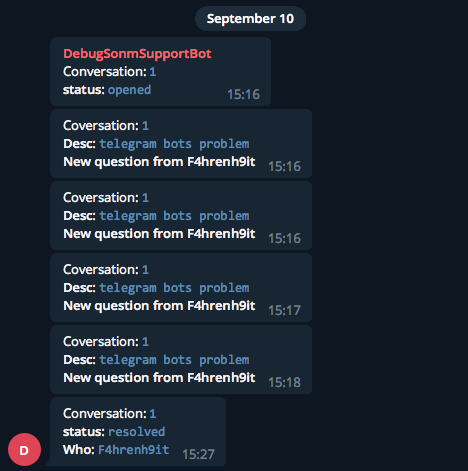 September 10
DebugSonmSupportBot
Conversation: 1
status: opened
15:16
Coversation: 1
Desc: telegram bots problem
New question from F4hrenh9it
15:16
Coversation: 1
Desc: telegram bots problem
New question from F4hrenh9it
15:16
Coversation: 1
Desc: telegram bots problem
New question from F4hrenh9it
15:17
Coversation: 1
Desc: telegram bots problem
New question from F4hrenh9it
15:18
Conversation: 1
status: resolved
Who: F4hrenh9it
15:27
D